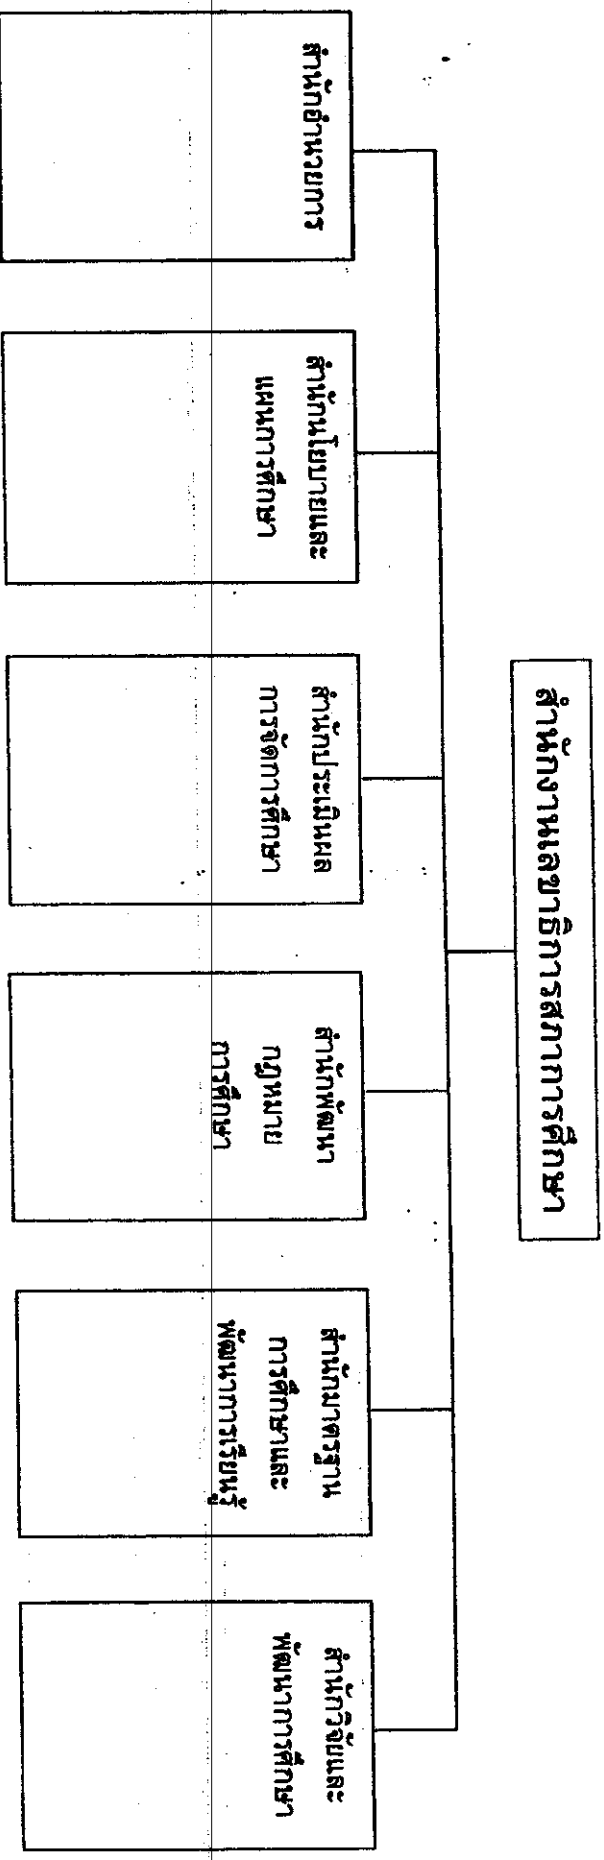 สำนักงานเลขาธิการสภาการศึกษา
สำนักอำนวยการ
สำนักนโยบายและ
แผนการศึกษา
สำนักประเมินผล
การจัดการศึกษา
สำนักพัฒนา
กฎหมาย
การศึกษา
สำนักมาตรฐาน
การศึกษาและ
พัฒนาการเรียนรู้
สำนักวิจัยและ
พัฒนาการศึกษา